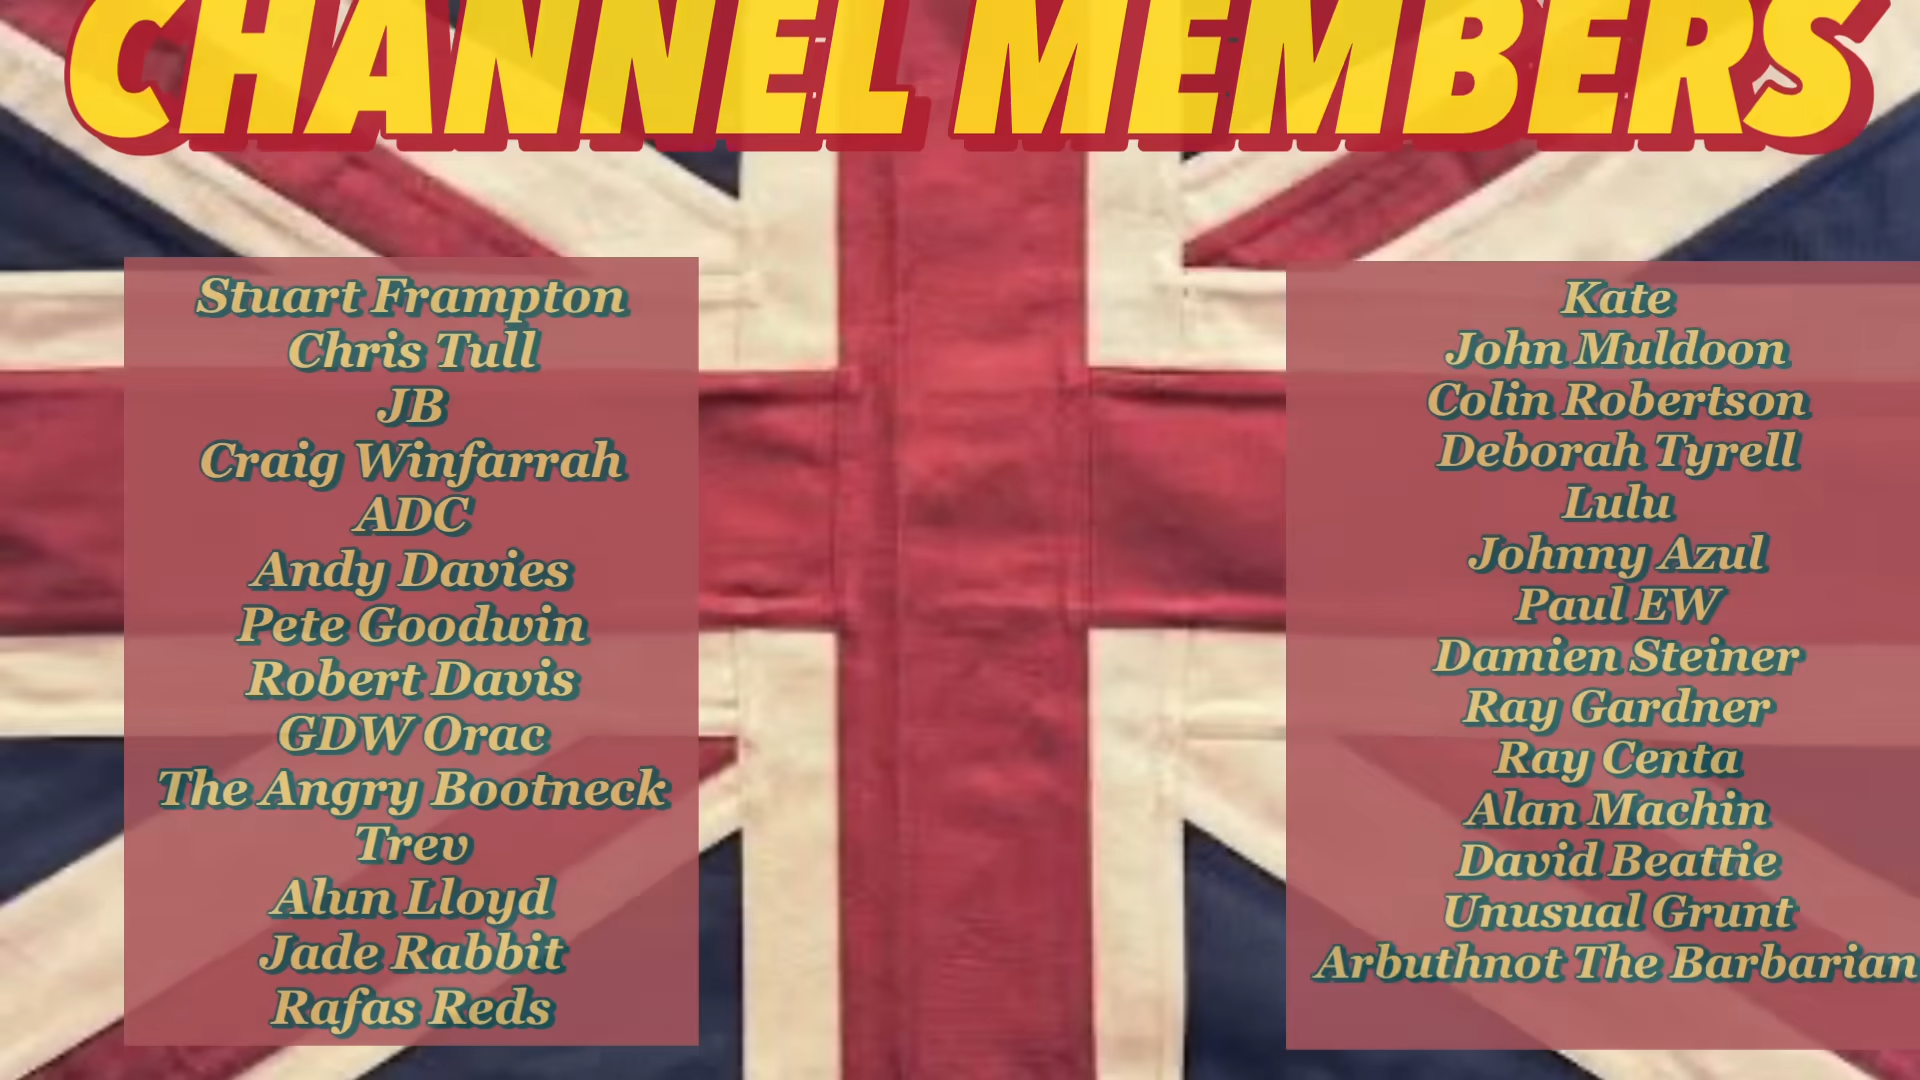 CHANNEL MEMBERS
Stuart Frampton
Chris Tull
JB
Craig Winfarrah
ADC
Andy Davies
Pete Goodwin
Robert Davis
GDW Orac
The Angry Bootneck
Trev
Alun Lloyd
Jade Rabbit
Rafas Reds
Kate
John Muldoon
Colin Robertson
Deborah Tyrell
Lulu
Johnny Azul
Paul EW
Damien Steiner
Ray Gardner
Ray Centa
Alan Machin
David Beattie
Unusual Grunt
Arbuthnot The Barbarian